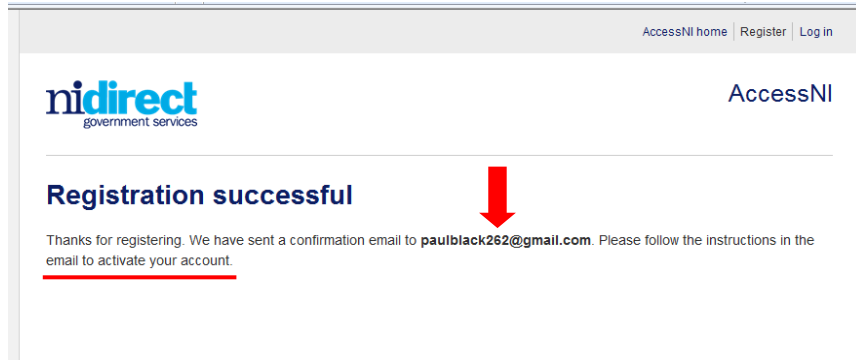 AccessNI home Register Log in
nidirect
government services
AccessNI
Registration successful
Thanks for registering. We have sent a confirmation email to paulblack262@gmail.com. Please follow the instructions in the
email to activate your account.